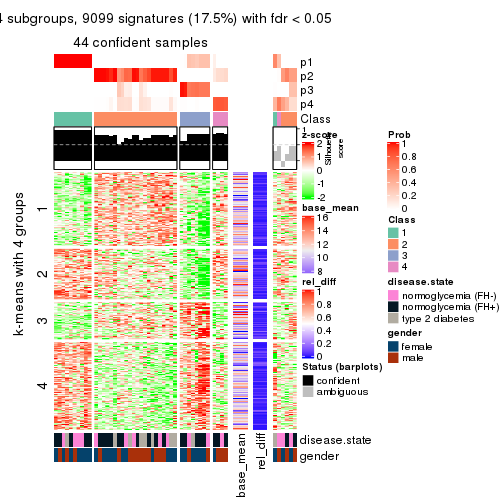 4 subgroups, 9099 signatures (17.5%) with fdr < 0.05
44 confident samples
p1
p2
p3
p4
Class
Silhouette score
1
k-means with 4 groups
1
2
3
4
disease.state
gender
base_mean
rel_diff
z-score
2
1
0
-1
-2
base_mean
16
14
12
10
8
rel_diff
1
0.8
0.6
0.4
0.2
0
Status (barplots)
confident
ambiguous
Prob
1
0.8
0.6
0.4
0.2
0
Class
1
2
3
4
disease.state
normoglycemia (FH-)
normoglycemia (FH+)
type 2 diabetes
gender
female
male